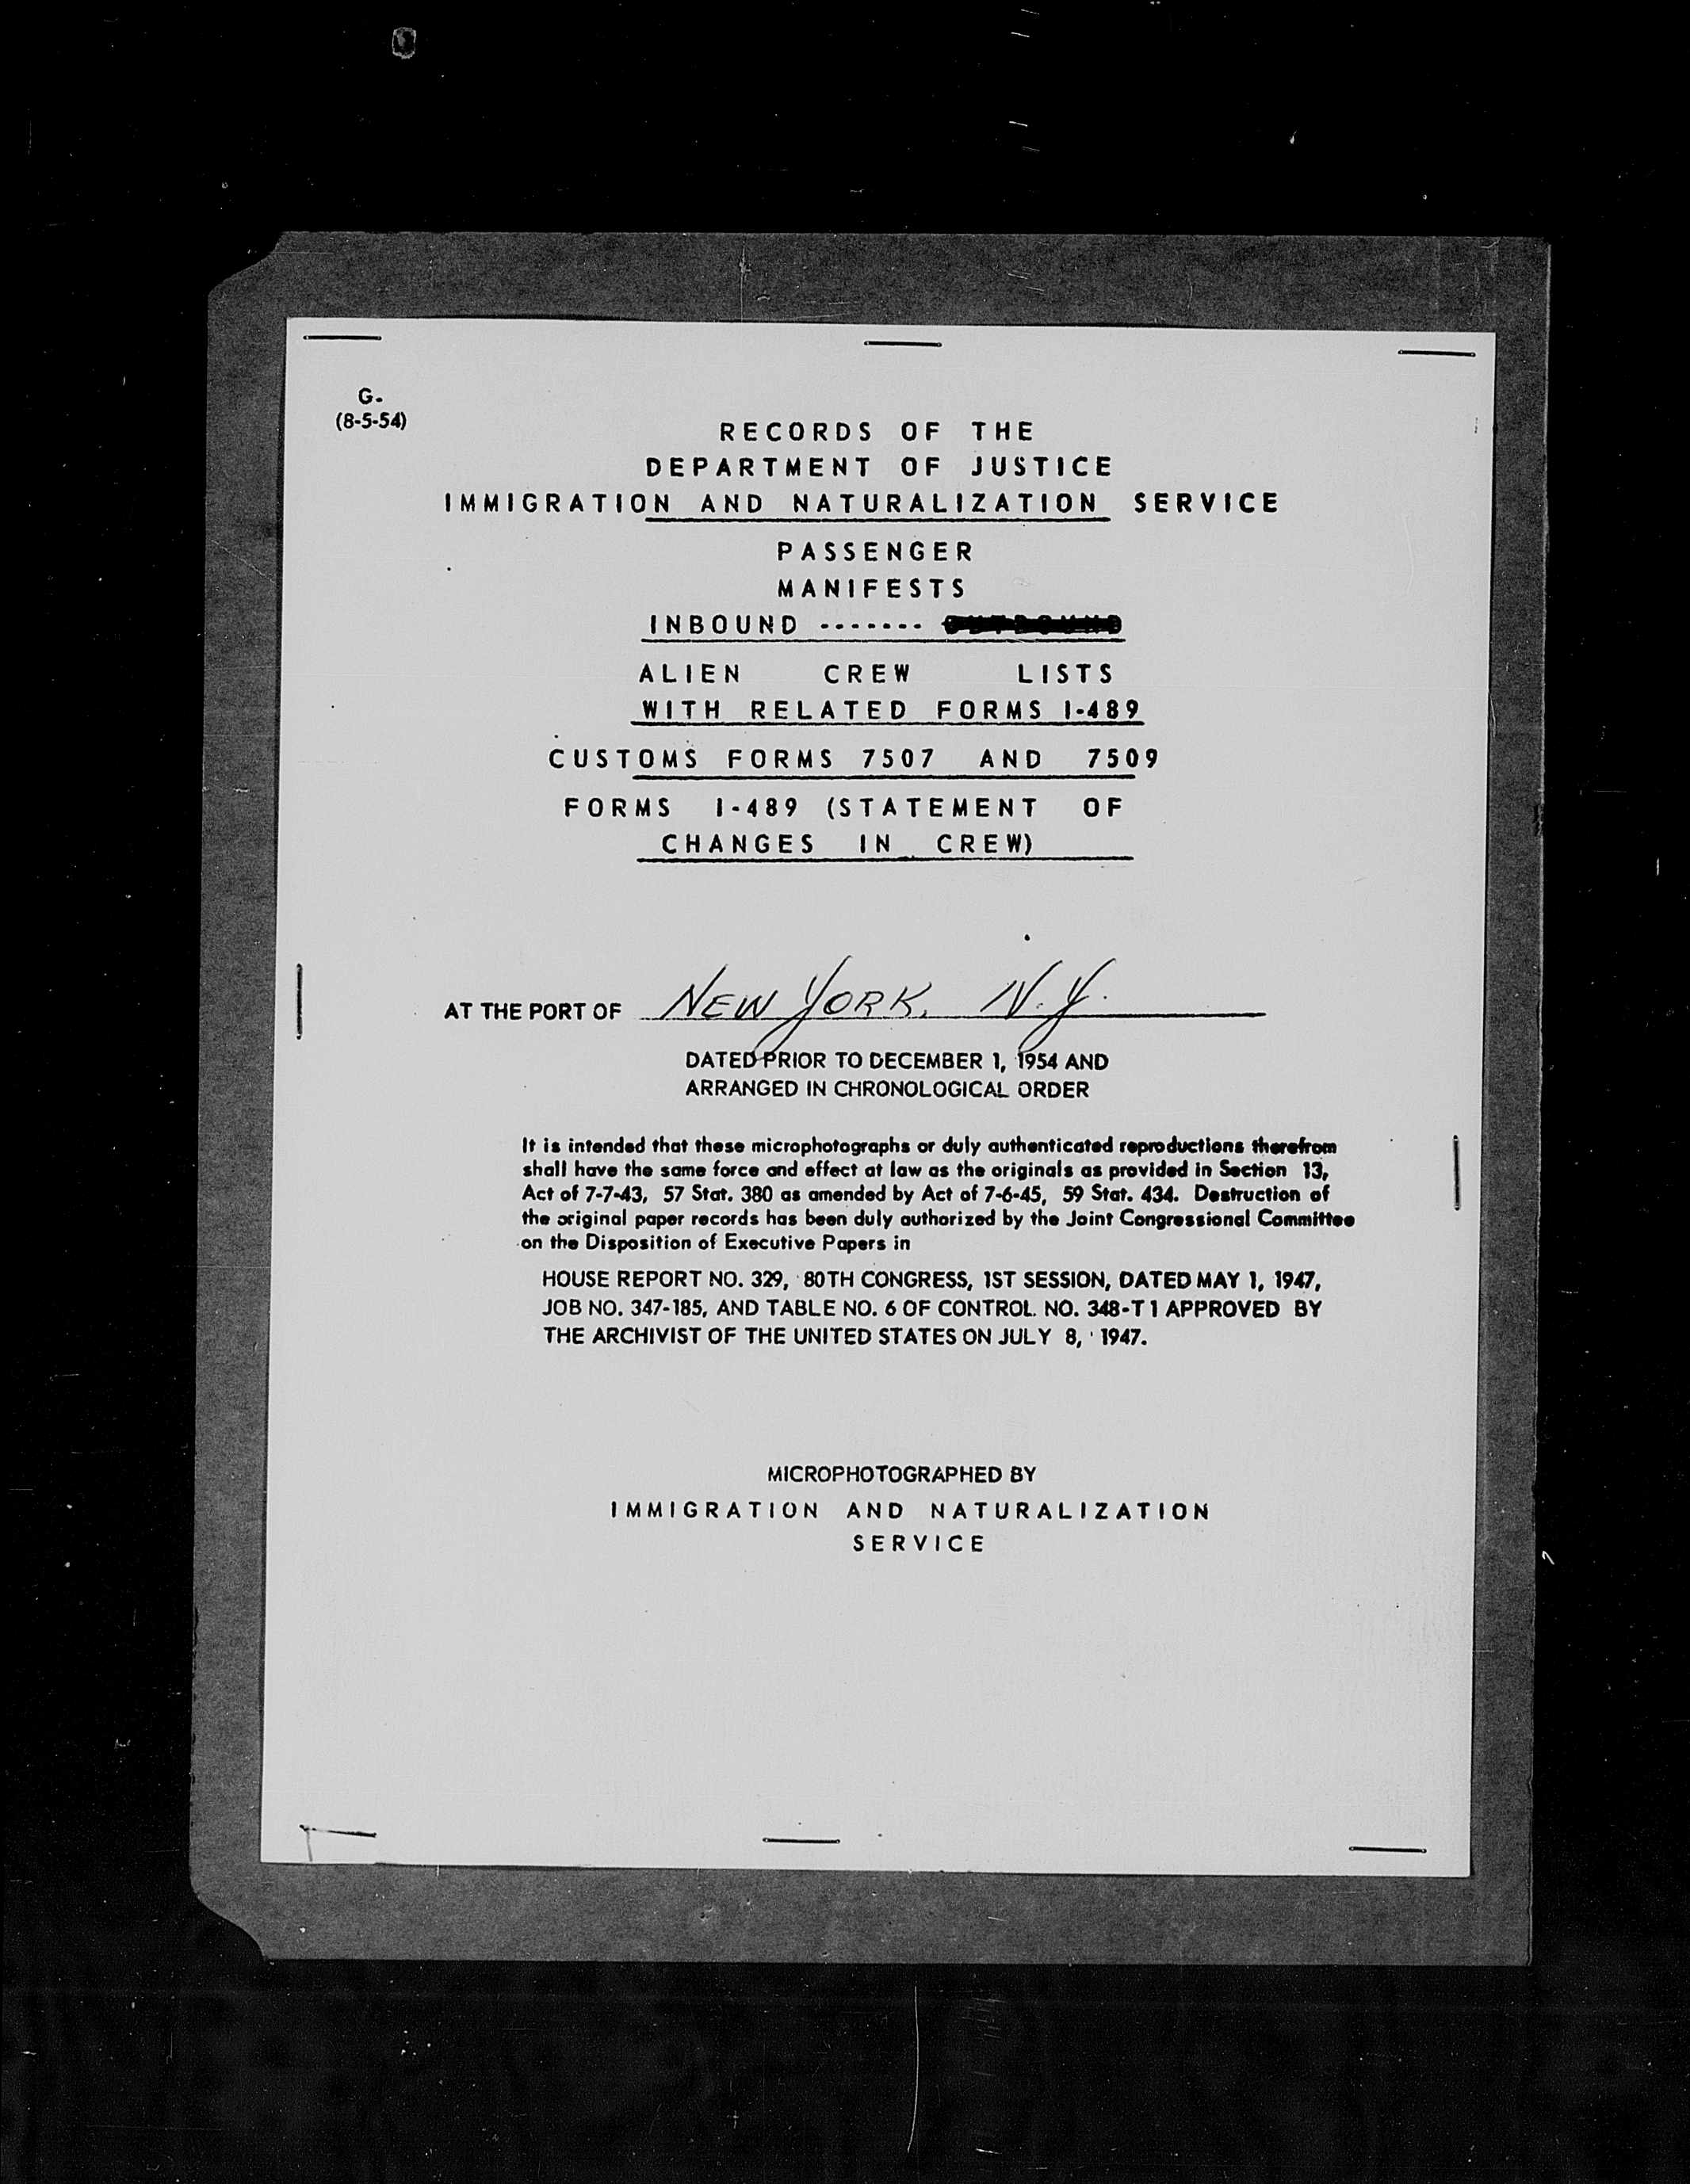 G-
(8-5-54)
RECORDS OF THE
DEPARTMENT OF JUSTICE
IMMIGRATION AND NATURALIZATION SERVICE
PASSENGER
MANIFESTS
INBOUND -------
ALIEN CREW LISTS
WITH RELATED FORMS I-489
CUSTOMS FORMS 7507 AND 7509
FORMS I-489 (STATEMENT OF
CHANGES IN CREW)
AT THE PORT OF NEW YORK, N.Y.
DATED PRIOR TO DECEMBER 1, 1954 AND
ARRANGED IN CHRONOLOGICAL ORDER
It is intended that these microphotographs or duly authenticated reproductions therefrom
shall have the same force and effect at law as the originals as provided in Section 13,
Act of 7-7-43, 57 Stat. 380 as amended by Act of 7-6-45, 59 Stat. 434. Destruction of
the original paper records has been duly authorized by the Joint Congressional Committee
on the Disposition of Executive Papers in
HOUSE REPORT NO. 329, 80TH CONGRESS, 1ST SESSION, DATED MAY 1, 1947,
JOB NO. 347-185, AND TABLE NO. 6 OF CONTROL NO. 348-T1 APPROVED BY
THE ARCHIVIST OF THE UNITED STATES ON JULY 8, 1947.
MICROPHOTOGRAPHED BY
IMMIGRATION AND NATURALIZATION
SERVICE